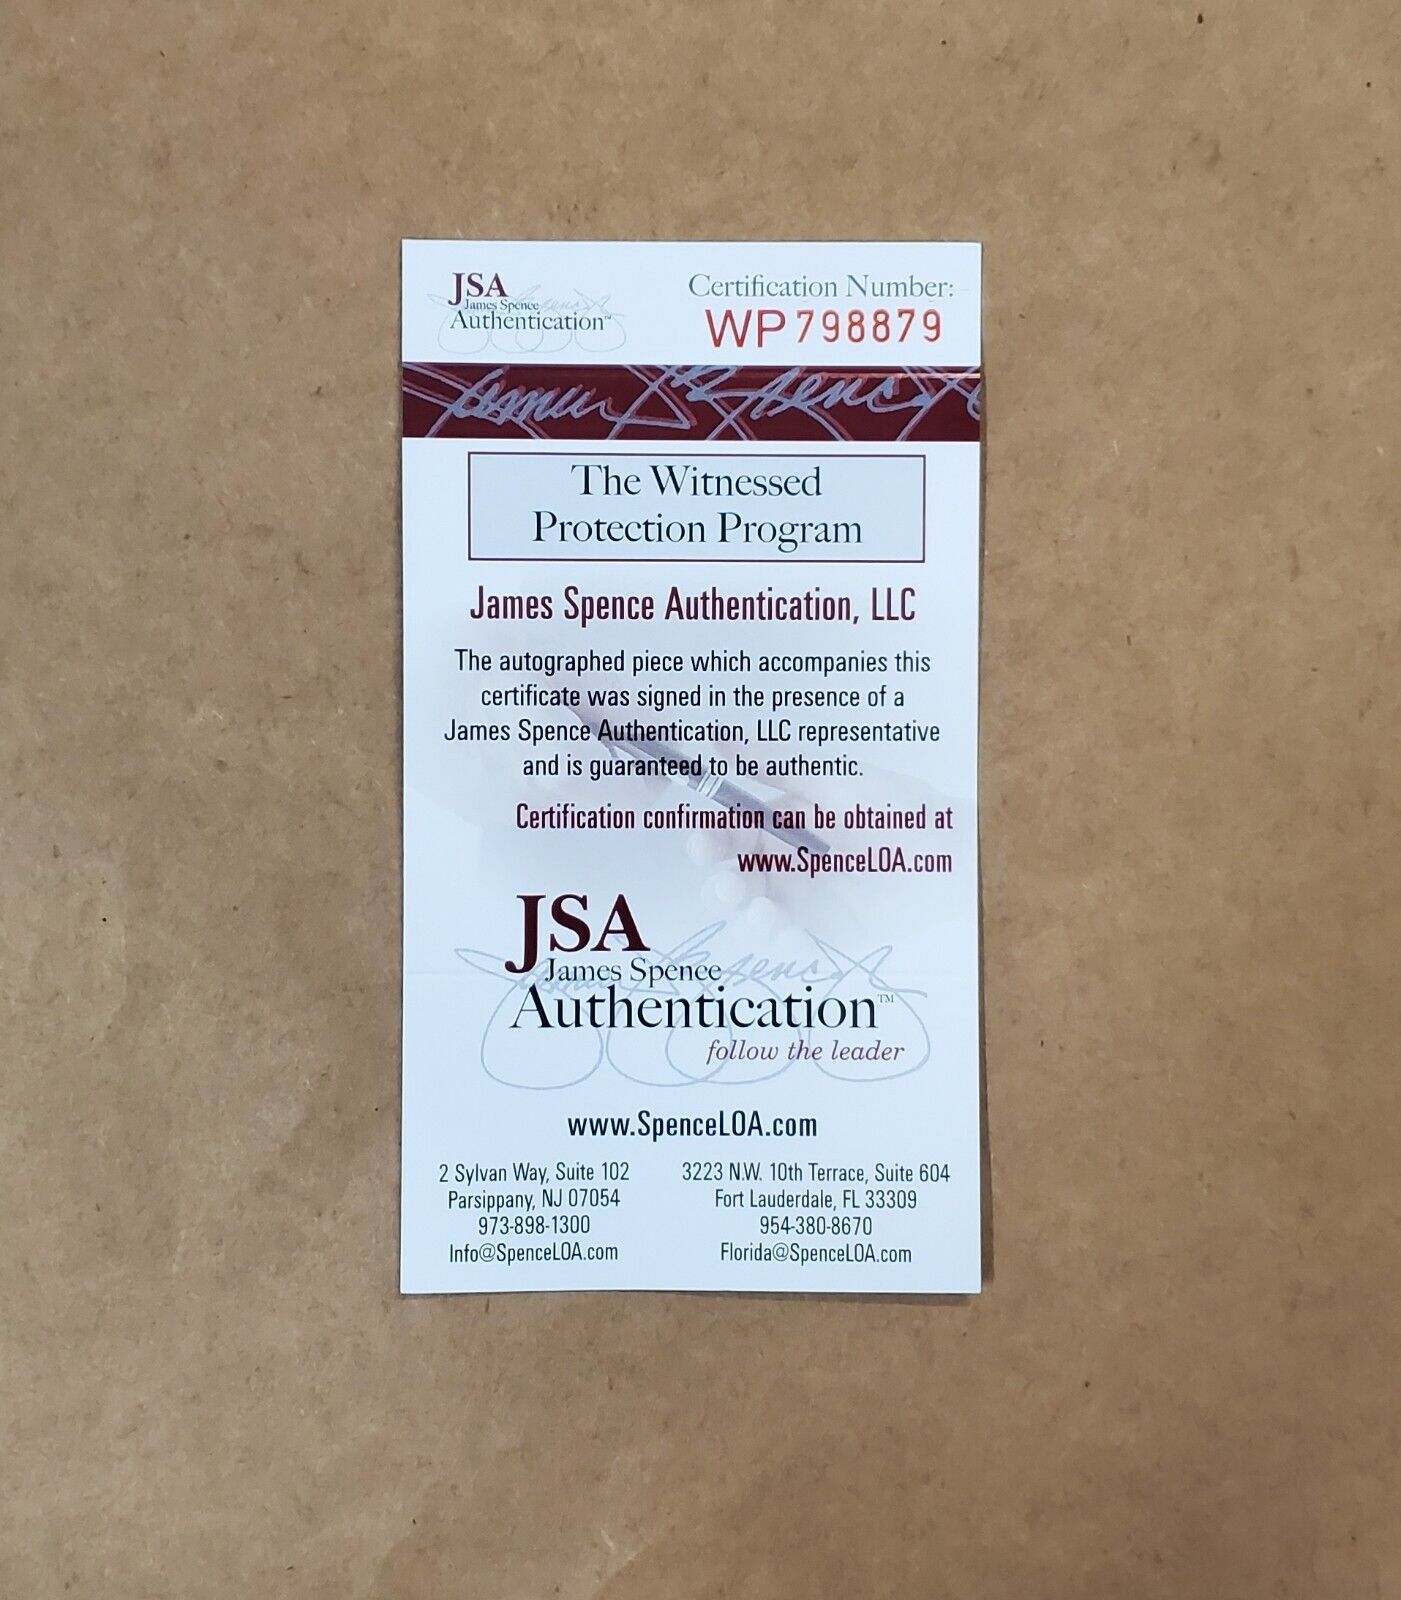 JSA
James Spence
Authentication™
Certification Number:
WP798879
The Witnessed
Protection Program
James Spence Authentication, LLC
The autographed piece which accompanies this
certificate was signed in the presence of a
James Spence Authentication, LLC representative
and is guaranteed to be authentic.
Certification confirmation can be obtained at
www.SpenceLOA.com
JSA
James Spence
Authentication™
follow the leader
www.SpenceLOA.com
2 Sylvan Way, Suite 102
Parsippany, NJ 07054
973-898-1300
Info@SpenceLOA.com
3223 N.W. 10th Terrace, Suite 604
Fort Lauderdale, FL 33309
954-380-8670
Florida@SpenceLOA.com